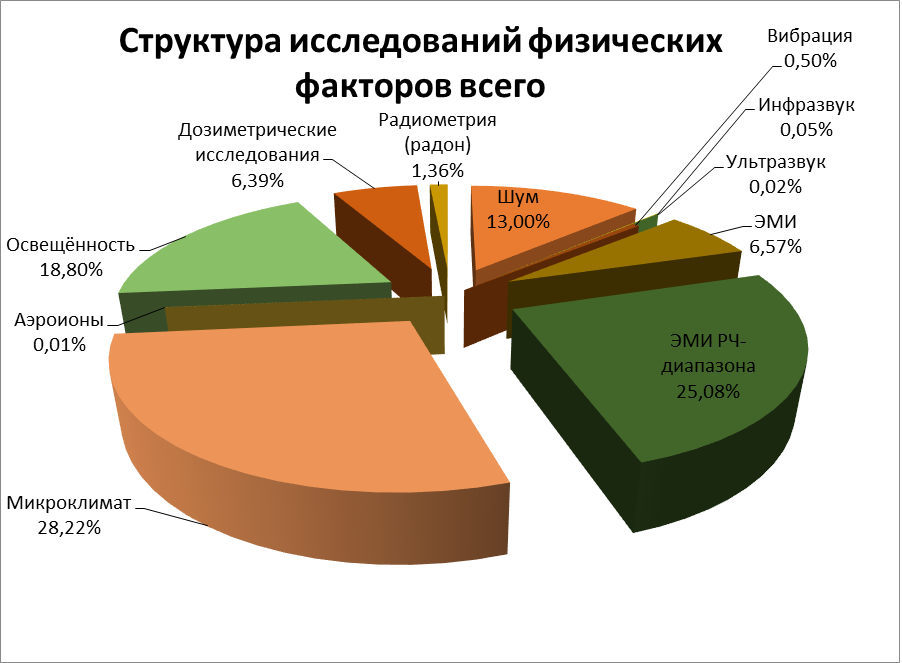 Структура исследований физических
факторов всего
Вибрация
0,50%
Инфразвук
0,05%
Ультразвук
0,02%
ЭМИ
6,57%
Шум
13,00%
Радиометрия
(радон)
1,36%
Дозиметрические
исследования
6,39%
Освещённость
18,80%
Аэроионы
0,01%
ЭМИ РЧ-
диапазона
25,08%
Микроклимат
28,22%